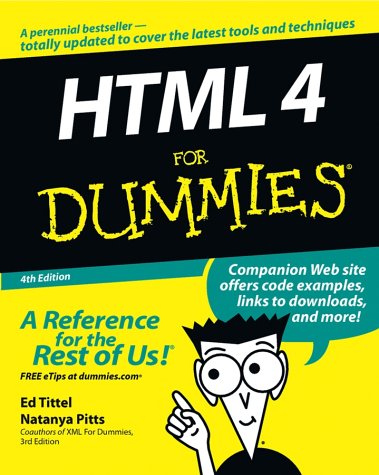 A perennial bestseller —
totally updated to cover the latest tools and techniques
HTML 4
FOR
DUMMIES®
4th Edition
Companion Web site
offers code examples,
links to downloads,
and more!
A Reference
for the
Rest of Us!®
FREE eTips at dummies.com®
Ed Tittel
Natanya Pitts
Coauthors of XML For Dummies,
3rd Edition